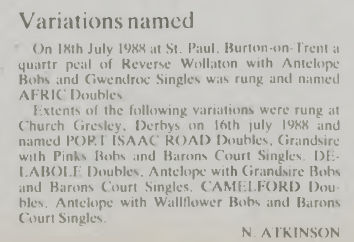 Variations named
On 18th July 1988 at St. Paul, Burton-on-Trent a
quartr peal of Reverse Wollaton with Antelope
Bobs and Gwendroc Singles was rung and named
AFRIC Doubles.
Extents of the following variations were rung at
Church Gresley, Derbys on 16th july 1988 and
named PORT ISAAC ROAD Doubles, Grandsire
with Pinks Bobs and Barons Court Singles. DE-
LABOLE Doubles, Antelope with Grandsire Bobs
and Barons Court Singles. CAMELFORD Dou-
bles, Antelope with Wallflower Bobs and Barons
Court Singles.
N. ATKINSON